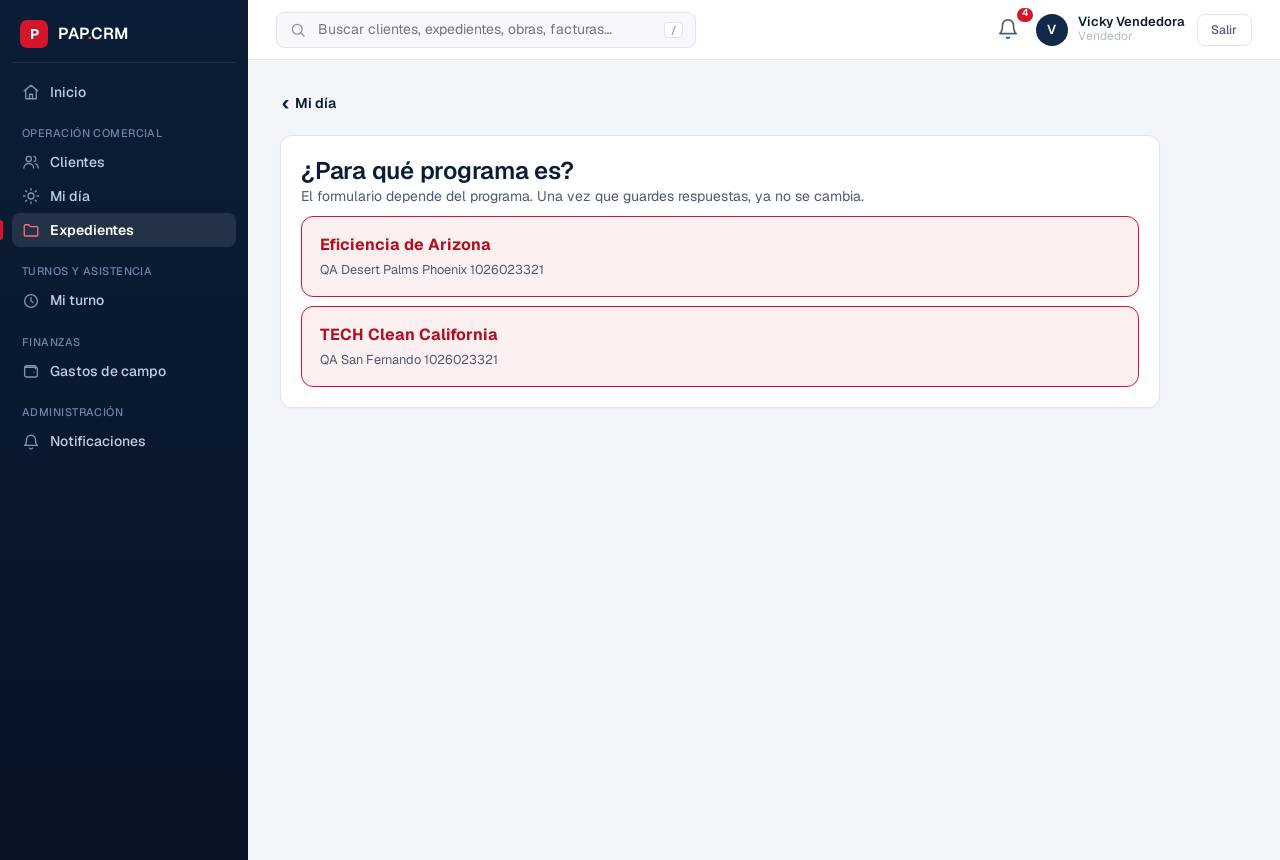 P PAP.CRM
Inicio
OPERACIÓN COMERCIAL
Clientes
Mi día
Expedientes
TURNOS Y ASISTENCIA
Mi turno
FINANZAS
Gastos de campo
ADMINISTRACIÓN
Notificaciones
Buscar clientes, expedientes, obras, facturas... /
4
V
Vicky Vendedora
Vendedor
Salir
‹ Mi día
¿Para qué programa es?
El formulario depende del programa. Una vez que guardes respuestas, ya no se cambia.
Eficiencia de Arizona
QA Desert Palms Phoenix 1026023321
TECH Clean California
QA San Fernando 1026023321